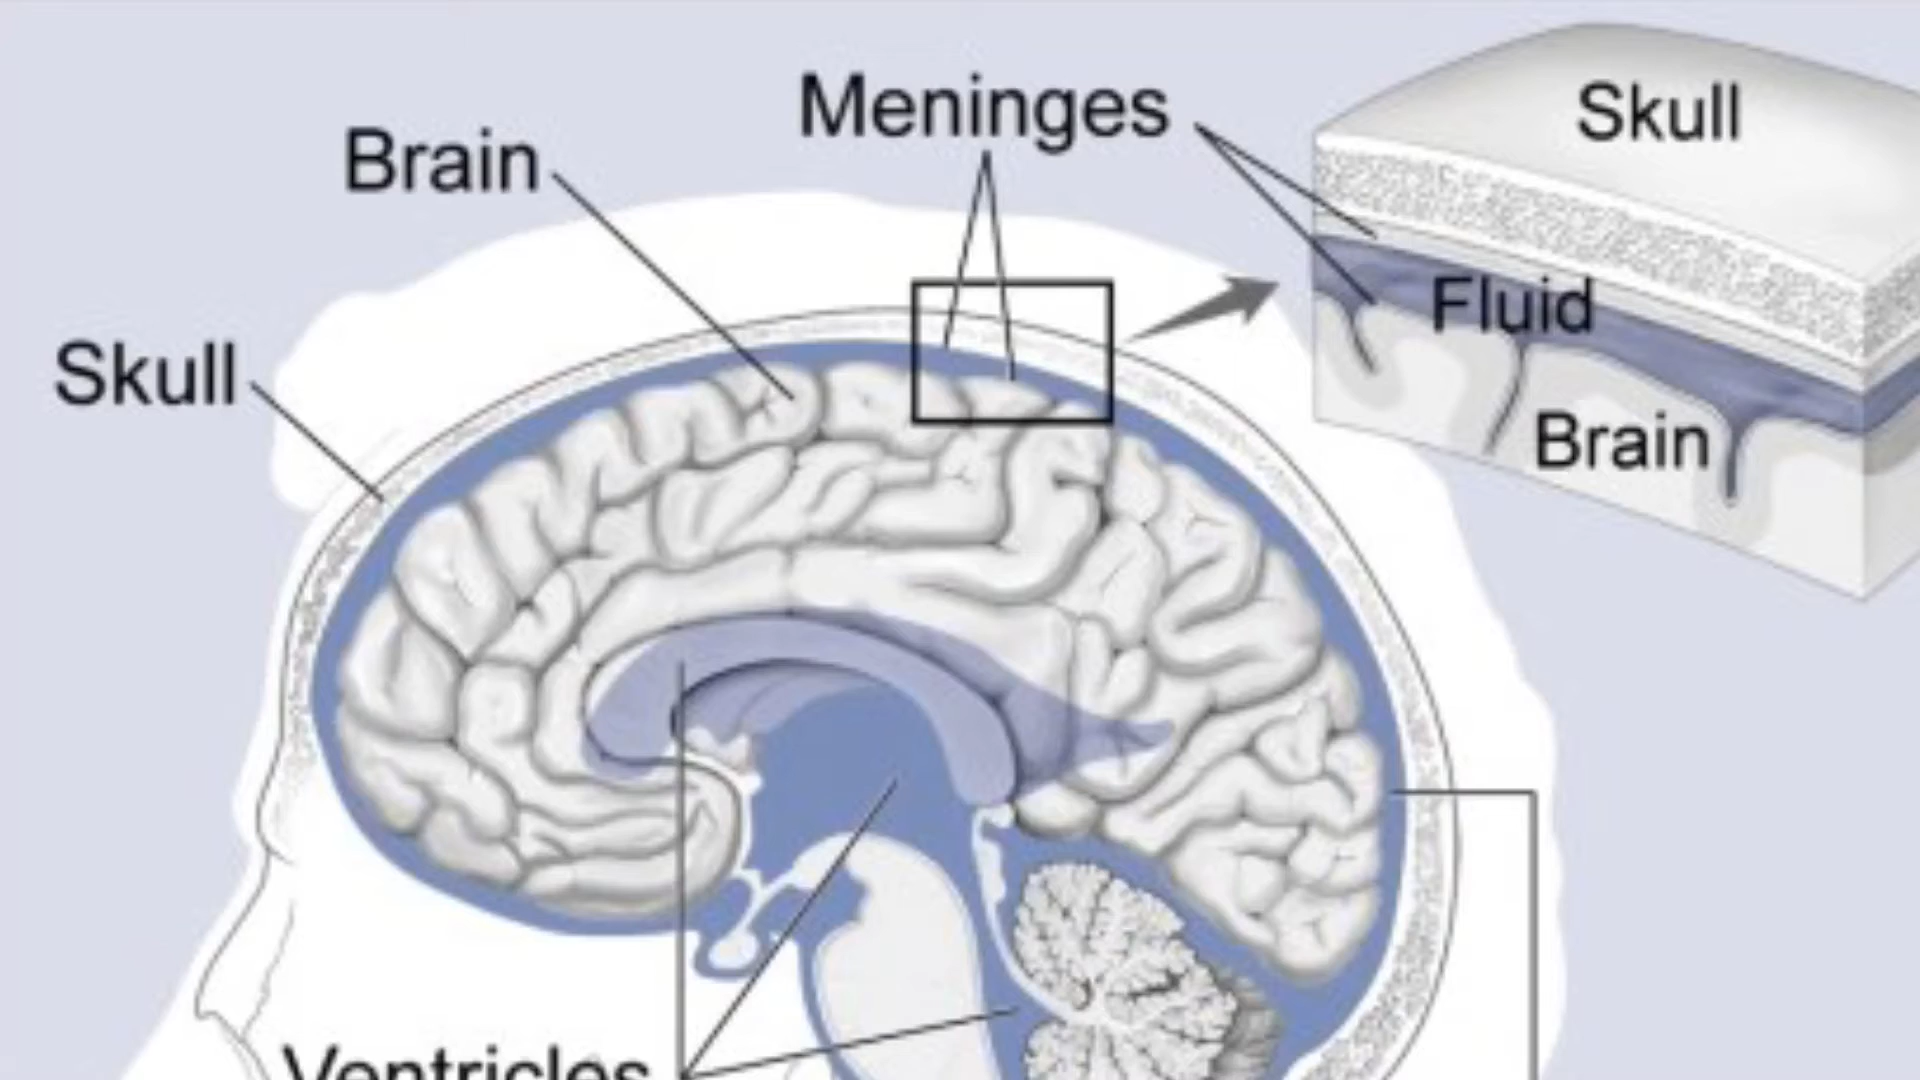 Meninges
Skull
Brain
Fluid
Skull
Brain
Ventricles